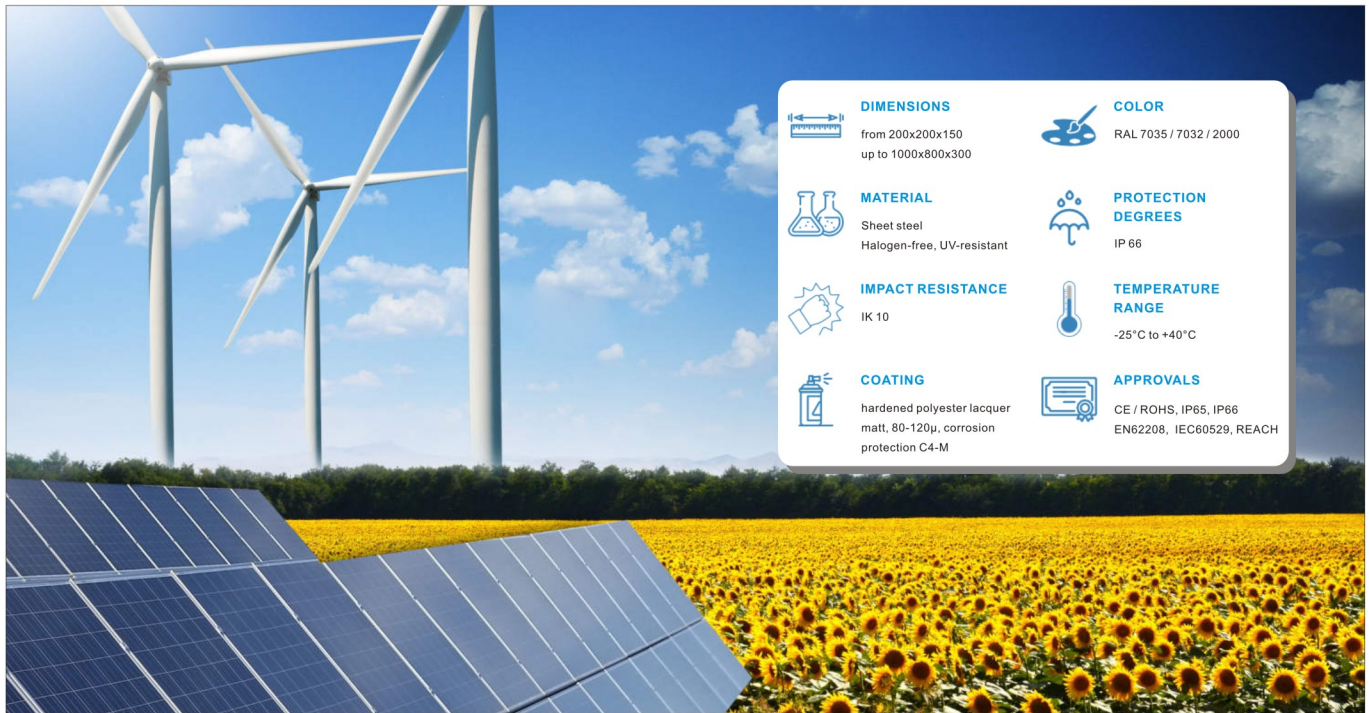 DIMENSIONS
from 200x200x150
up to 1000x800x300
MATERIAL
Sheet steel
Halogen-free, UV-resistant
IMPACT RESISTANCE
IK 10
COATING
hardened polyester lacquer
matt, 80-120µ, corrosion
protection C4-M
COLOR
RAL 7035 / 7032 / 2000
PROTECTION
DEGREES
IP 66
TEMPERATURE
RANGE
-25°C to +40°C
APPROVALS
CE / ROHS, IP65, IP66
EN62208, IEC60529, REACH